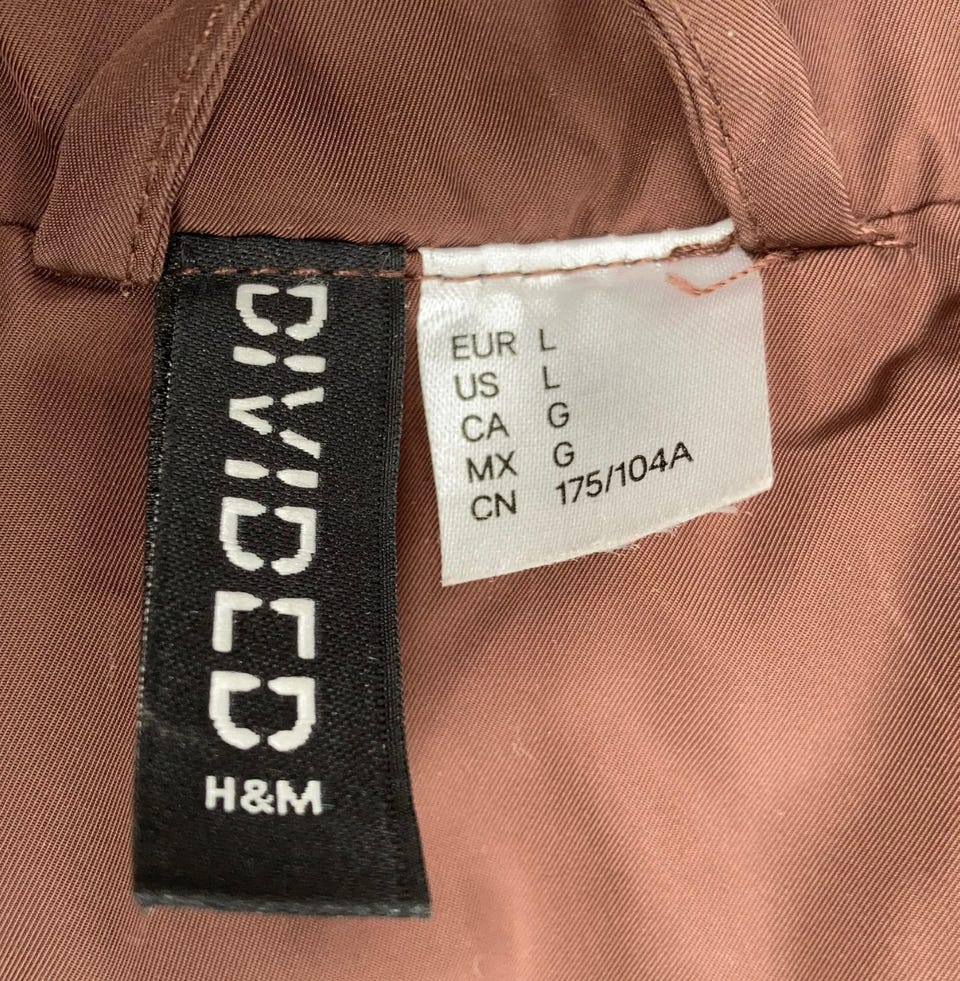 DIVIDED
H&M
EUR L
US L
CA G
MX G
CN 175/104A